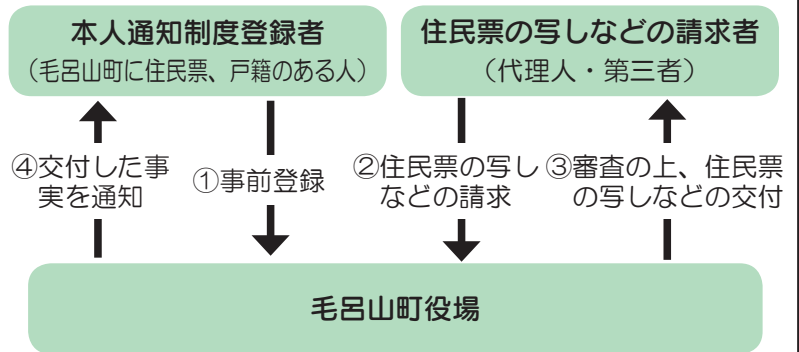 本人通知制度登録者
（毛呂山町に住民票、戸籍のある人）
住民票の写しなどの請求者
（代理人・第三者）
④交付した事
実を通知
①事前登録
②住民票の写し
などの請求
③審査の上、住民票
の写しなどの交付
毛呂山町役場